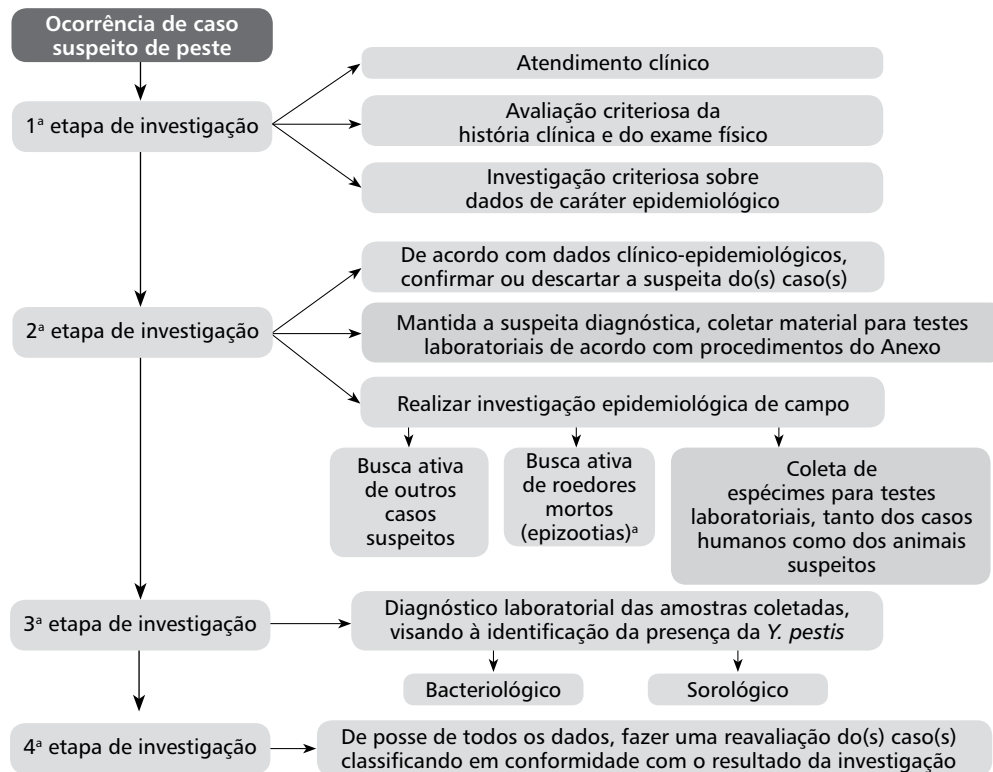 Ocorrência de caso
suspeito de peste
1ª etapa de investigação
Atendimento clínico
Avaliação criteriosa da
história clínica e do exame físico
Investigação criteriosa sobre
dados de caráter epidemiológico
2ª etapa de investigação
De acordo com dados clínico-epidemiológicos,
confirmar ou descartar a suspeita do(s) caso(s)
Mantida a suspeita diagnóstica, coletar material para testes
laboratoriais de acordo com procedimentos do Anexo
Realizar investigação epidemiológica de campo
Busca ativa
de outros
casos
suspeitos
Busca ativa
de roedores
mortos
(epizootias)ª
Coleta de
espécimes para testes
laboratoriais, tanto dos casos
humanos como dos animais
suspeitos
3ª etapa de investigação
Diagnóstico laboratorial das amostras coletadas,
visando à identificação da presença da Y. pestis
Bacteriológico
Sorológico
4ª etapa de investigação
De posse de todos os dados, fazer uma reavaliação do(s) caso(s)
classificando em conformidade com o resultado da investigação